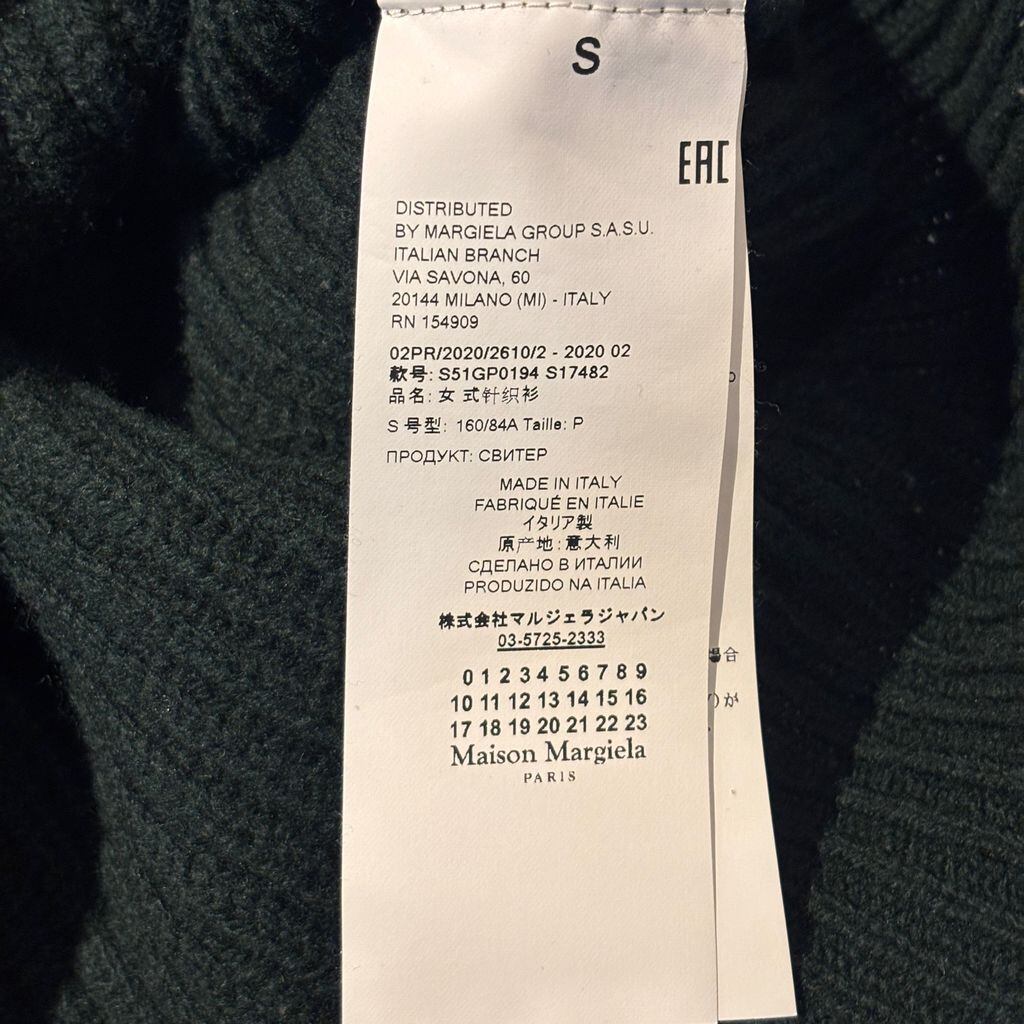 S
EAC
DISTRIBUTED
BY MARGIELA GROUP S.A.S.U.
ITALIAN BRANCH
VIA SAVONA, 60
20144 MILANO (MI) - ITALY
RN 154909
02PR/2020/2610/2 - 2020 02
款号: S51GP0194 S17482
品名: 女 式针织衫
S 号型: 160/84A Taille: P
ПРОДУКТ: СВИТЕР
MADE IN ITALY
FABRIQUÉ EN ITALIE
イタリア製
原产地: 意大利
СДЕЛАНО В ИТАЛИИ
PRODUZIDO NA ITALIA
株式会社マルジェラジャパン
03-5725-2333
0 1 2 3 4 5 6 7 8 9
10 11 12 13 14 15 16
17 18 19 20 21 22 23
Maison Margiela
PARIS
場合
が